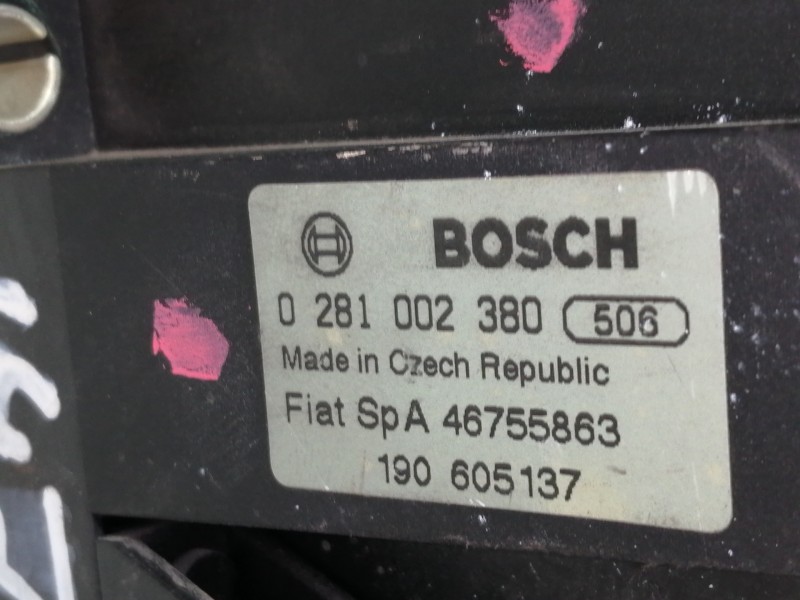 BOSCH
0 281 002 380 506
Made in Czech Republic
Fiat SpA 46755863
190 605137